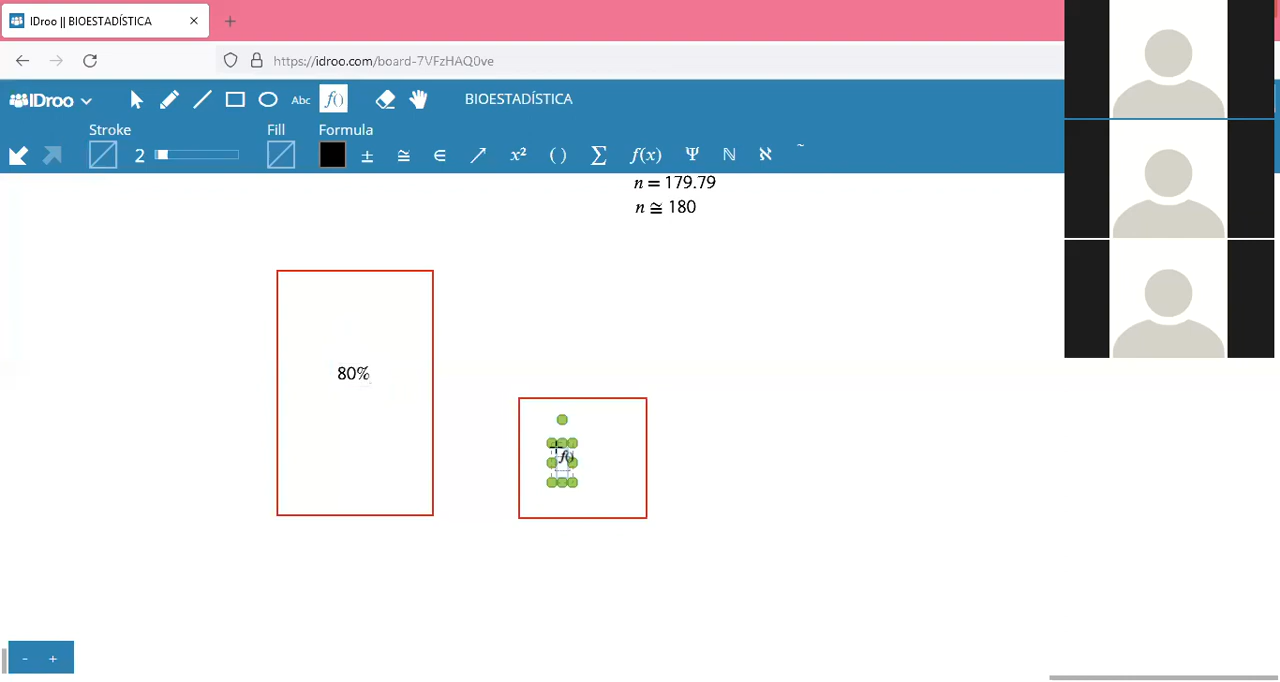 IDroo || BIOESTADÍSTICA
https://idroo.com/board-7VFzHAQ0ve
IDroo
Abc
f()
BIOESTADÍSTICA
Stroke
Fill
Formula
2
± ≅ ∈ x² ( ) ∑ f(x) Ψ ℕ ℵ ~
n = 179.79
n ≅ 180
80%
f()
- +